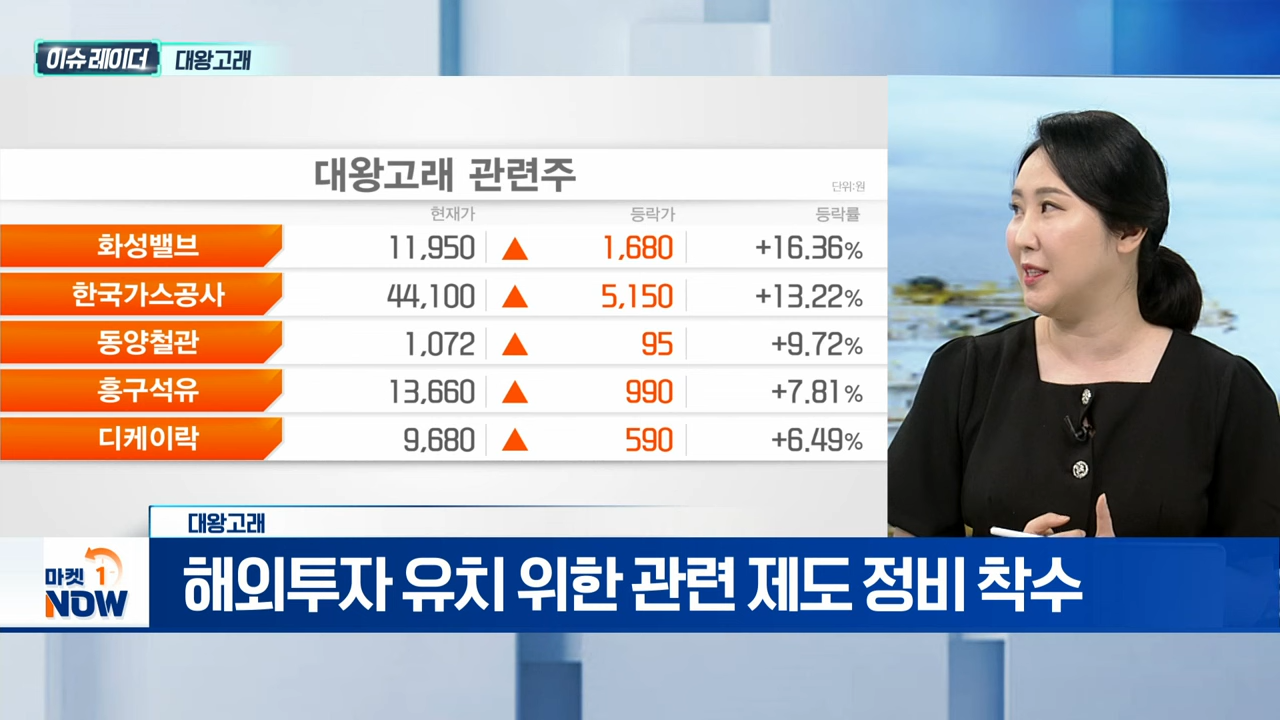 이슈레이더 대왕고래
대왕고래 관련주
단위:원
현재가 등락가 등락률
화성밸브 11,950 ▲ 1,680 +16.36%
한국가스공사 44,100 ▲ 5,150 +13.22%
동양철관 1,072 ▲ 95 +9.72%
흥구석유 13,660 ▲ 990 +7.81%
디케이락 9,680 ▲ 590 +6.49%
대왕고래
마켓 1
NOW
해외투자 유치 위한 관련 제도 정비 착수